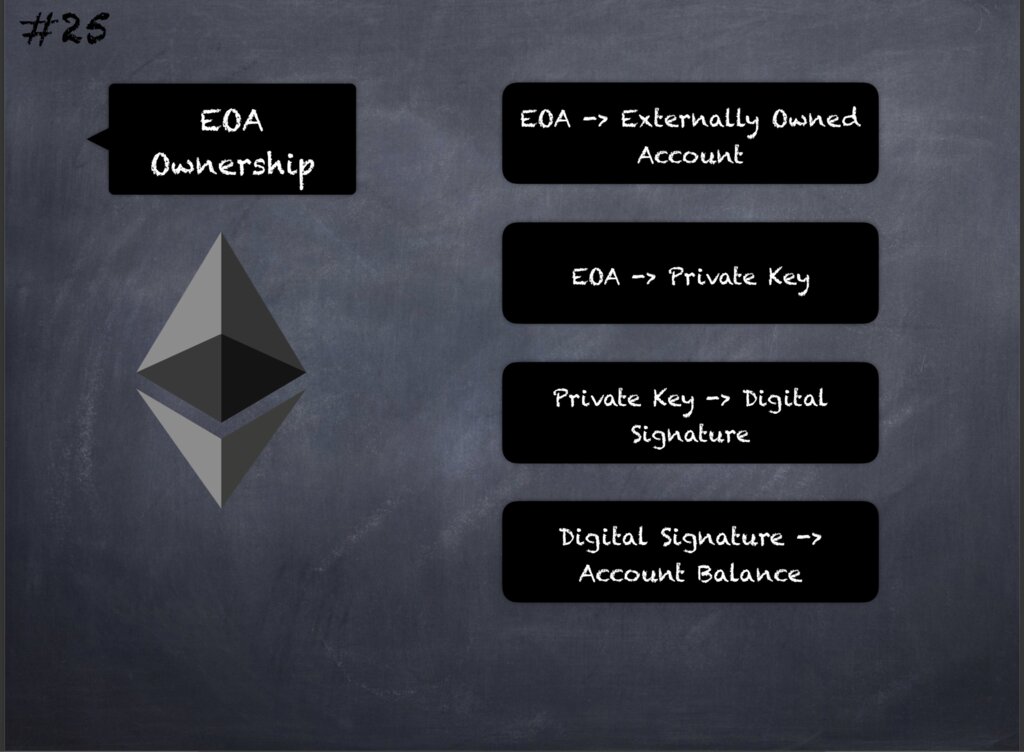 #25
EOA
Ownership
EOA -> Externally Owned
Account
EOA -> Private Key
Private Key -> Digital
Signature
Digital Signature ->
Account Balance